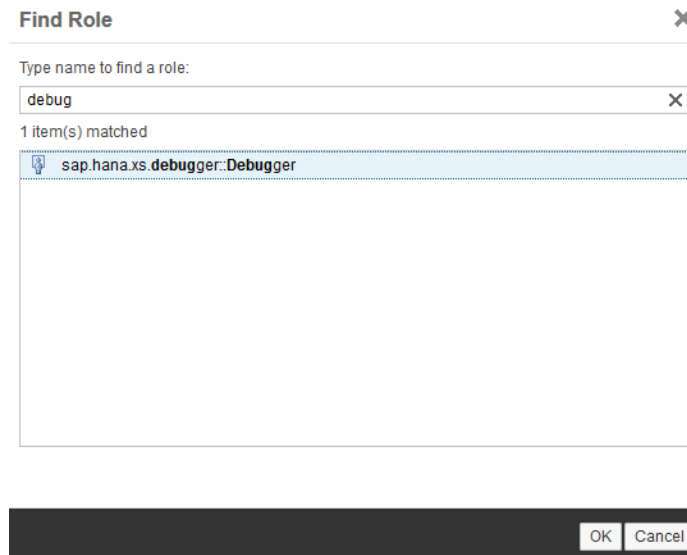 Find Role
Type name to find a role:
debug
1 item(s) matched
sap.hana.xs.debugger::Debugger
OK Cancel